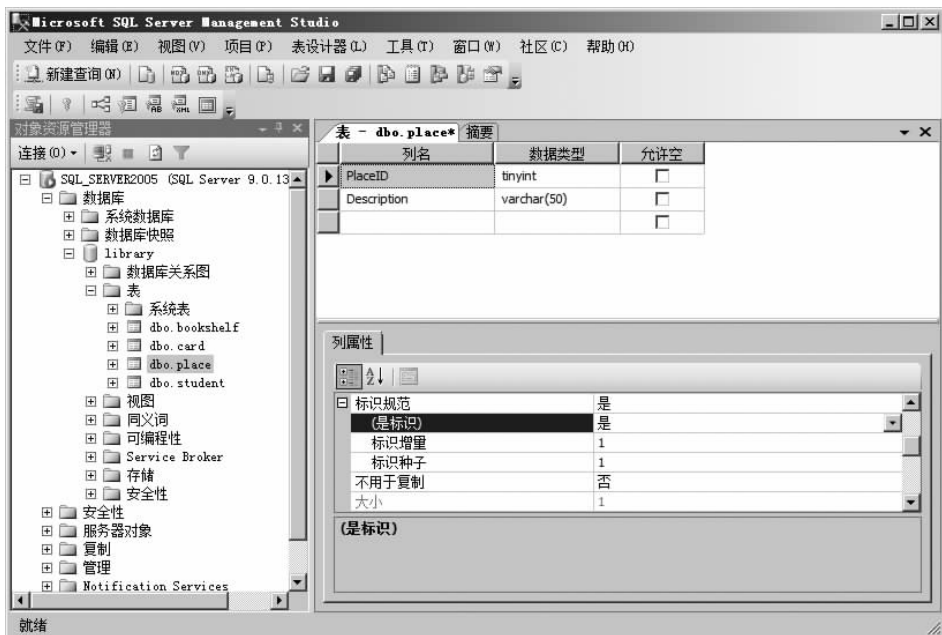 Microsoft SQL Server Management Studio
文件(F) 编辑(E) 视图(V) 项目(P) 表设计器(L) 工具(T) 窗口(W) 社区(C) 帮助(H)
新建查询(N)
对象资源管理器
连接(O)
SQL_SERVER2005 (SQL Server 9.0.13
数据库
系统数据库
数据库快照
library
数据库关系图
表
系统表
dbo.bookshelf
dbo.card
dbo.place
dbo.student
视图
同义词
可编程性
Service Broker
存储
安全性
安全性
服务器对象
复制
管理
Notification Services
表 - dbo.place* 摘要
列名 数据类型 允许空
PlaceID tinyint
Description varchar(50)
列属性
标识规范 是
(是标识) 是
标识增量 1
标识种子 1
不用于复制 否
大小 1
(是标识)
就绪